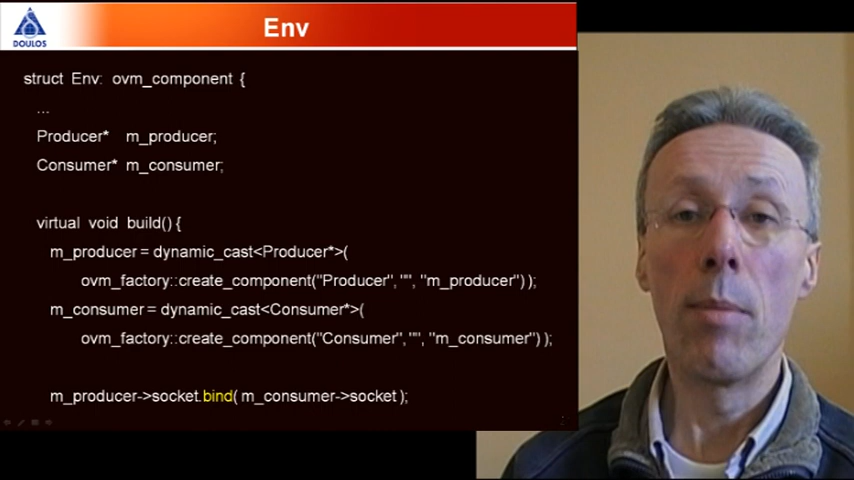 Env
DOULOS
struct Env: ovm_component {
...
Producer* m_producer;
Consumer* m_consumer;
virtual void build() {
m_producer = dynamic_cast<Producer*>(
ovm_factory::create_component("Producer", "", "m_producer") );
m_consumer = dynamic_cast<Consumer*>(
ovm_factory::create_component("Consumer", "", "m_consumer") );
m_producer->socket.bind( m_consumer->socket );